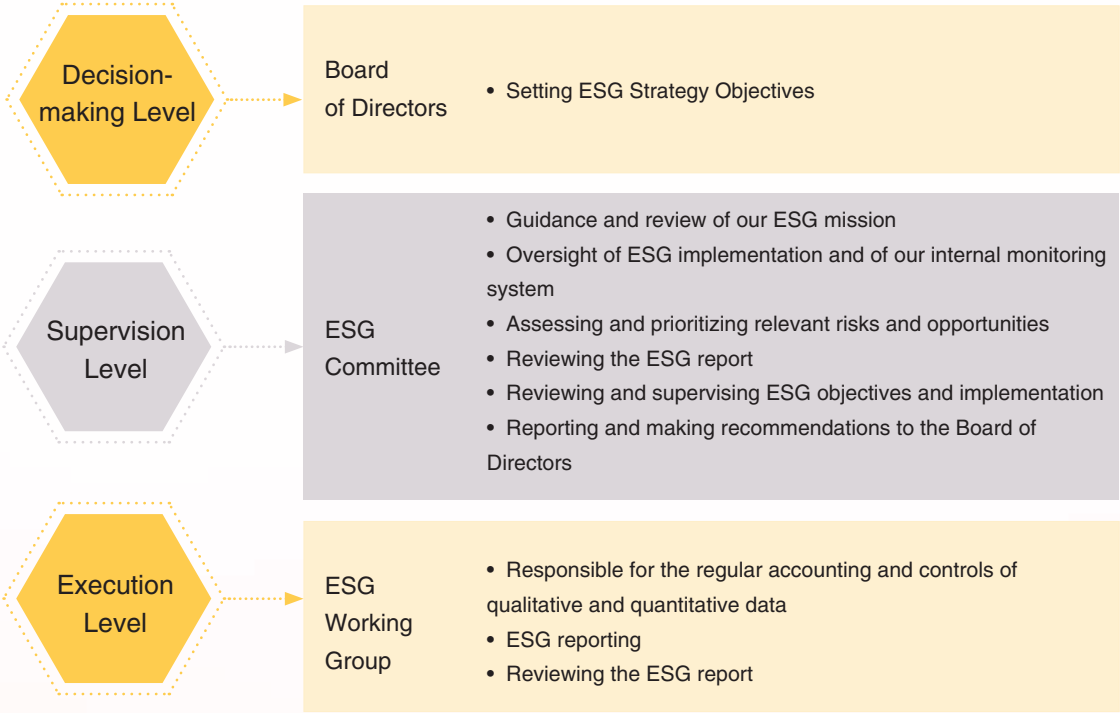 Decision-
making Level
Board
of Directors
• Setting ESG Strategy Objectives
Supervision
Level
ESG
Committee
• Guidance and review of our ESG mission
• Oversight of ESG implementation and of our internal monitoring
system
• Assessing and prioritizing relevant risks and opportunities
• Reviewing the ESG report
• Reviewing and supervising ESG objectives and implementation
• Reporting and making recommendations to the Board of
Directors
Execution
Level
ESG
Working
Group
• Responsible for the regular accounting and controls of
qualitative and quantitative data
• ESG reporting
• Reviewing the ESG report